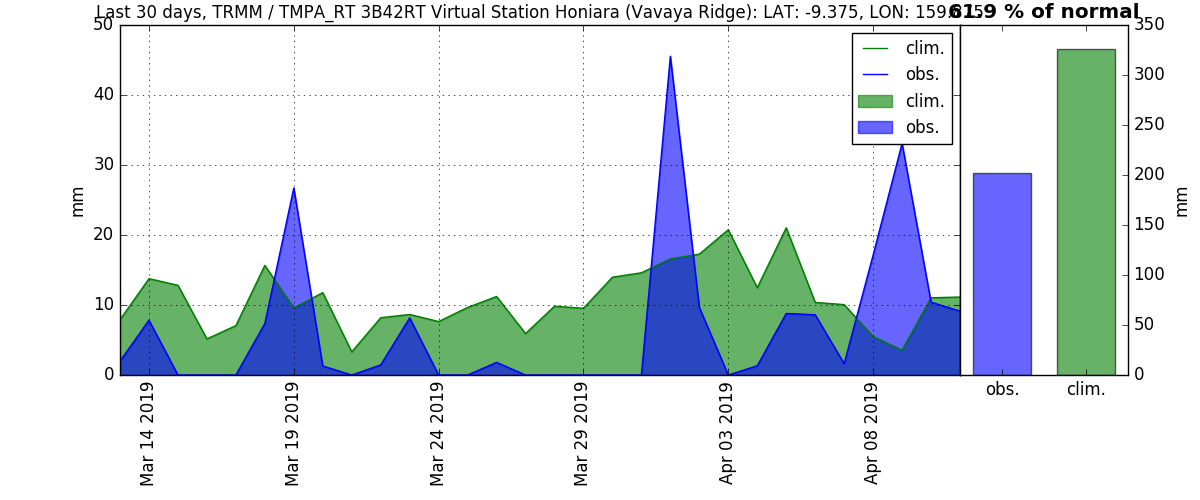 Last 30 days, TRMM / TMPA_RT 3B42RT Virtual Station Honiara (Vavaya Ridge): LAT: -9.375, LON:
61.9 % of normal
50
40
30
20
10
0
mm
clim.
obs.
clim.
obs.
350
300
250
200
150
100
50
0
mm
obs.
clim.
Mar 14 2019
Mar 19 2019
Mar 24 2019
Mar 29 2019
Apr 03 2019
Apr 08 2019